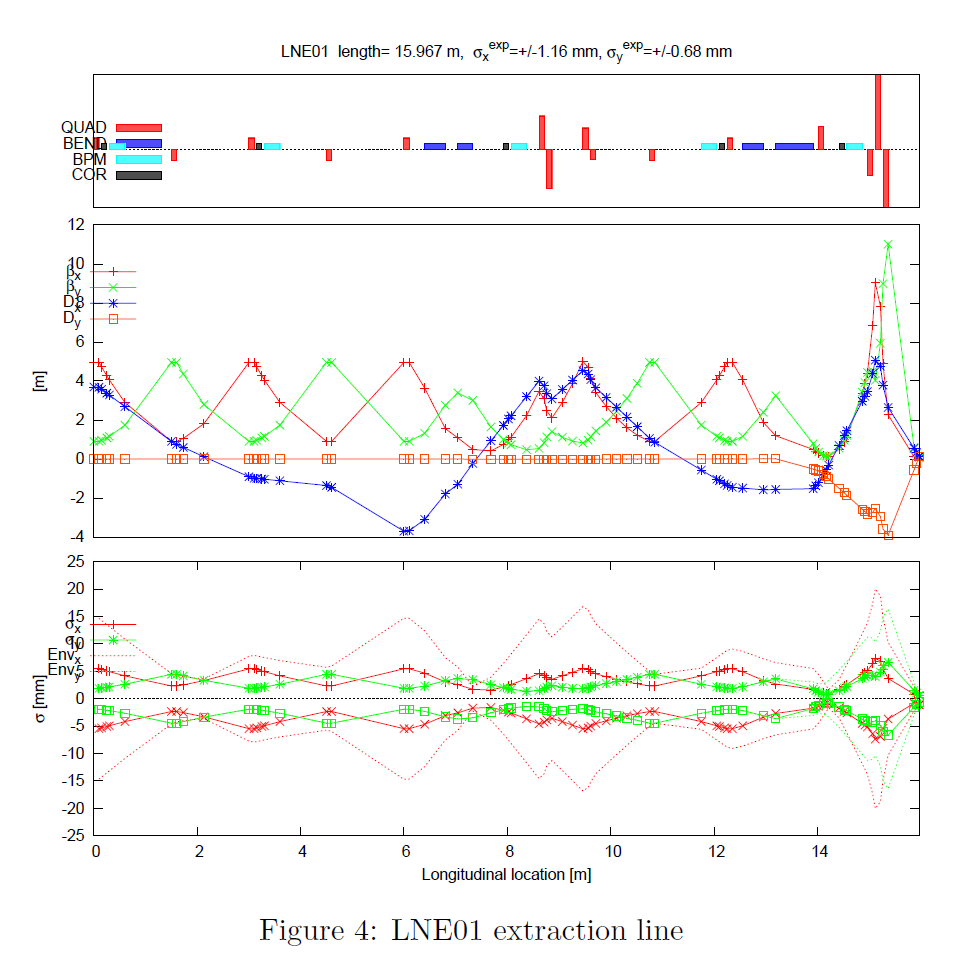 LNE01 length= 15.967 m, σx^exp=+/-1.16 mm, σy^exp=+/-0.68 mm
QUAD
BEND
BPM
COR
12
10
8
6
4
2
0
-2
-4
[m]
βx
βy
Dx
Dy
25
20
15
10
5
0
-5
-10
-15
-20
-25
σ [mm]
σx
σy
Envx
Envy
0 2 4 6 8 10 12 14
Longitudinal location [m]
Figure 4: LNE01 extraction line